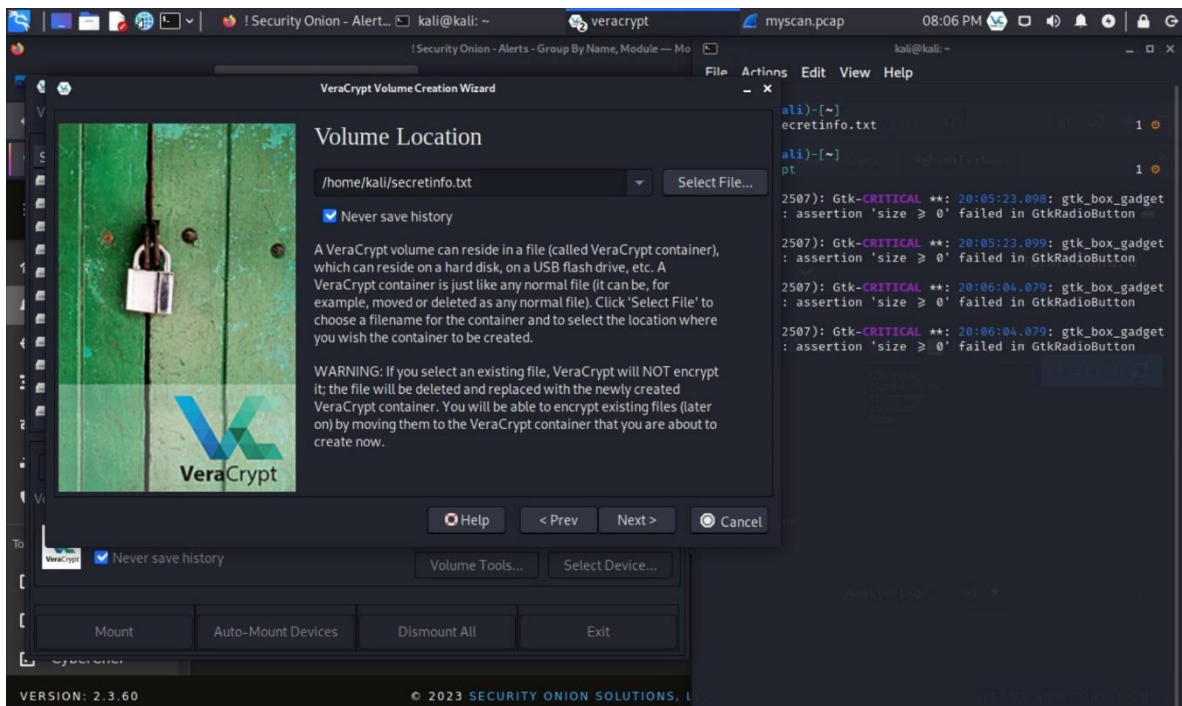 ! Security Onion - Alert...
kali@kali: ~
veracrypt
myscan.pcap
08:06 PM
! Security Onion - Alerts - Group By Name, Module — Mo
kali@kali: ~
File Actions Edit View Help
VeraCrypt Volume Creation Wizard
Volume Location
/home/kali/secretinfo.txt
Select File...
Never save history
A VeraCrypt volume can reside in a file (called VeraCrypt container),
which can reside on a hard disk, on a USB flash drive, etc. A
VeraCrypt container is just like any normal file (it can be, for
example, moved or deleted as any normal file). Click 'Select File' to
choose a filename for the container and to select the location where
you wish the container to be created.
WARNING: If you select an existing file, VeraCrypt will NOT encrypt
it; the file will be deleted and replaced with the newly created
VeraCrypt container. You will be able to encrypt existing files (later
on) by moving them to the VeraCrypt container that you are about to
create now.
VeraCrypt
Help
< Prev
Next >
Cancel
ali)-[~]
ecretinfo.txt
1
ali)-[~]
pt
1
2507): Gtk-CRITICAL **: 20:05:23.098: gtk_box_gadget
: assertion 'size ⩾ 0' failed in GtkRadioButton
2507): Gtk-CRITICAL **: 20:05:23.099: gtk_box_gadget
: assertion 'size ⩾ 0' failed in GtkRadioButton
2507): Gtk-CRITICAL **: 20:06:04.079: gtk_box_gadget
: assertion 'size ⩾ 0' failed in GtkRadioButton
2507): Gtk-CRITICAL **: 20:06:04.079: gtk_box_gadget
: assertion 'size ⩾ 0' failed in GtkRadioButton
VeraCrypt
Never save history
Volume Tools...
Select Device...
Mount
Auto-Mount Devices
Dismount All
Exit
VERSION: 2.3.60
© 2023 SECURITY ONION SOLUTIONS, L